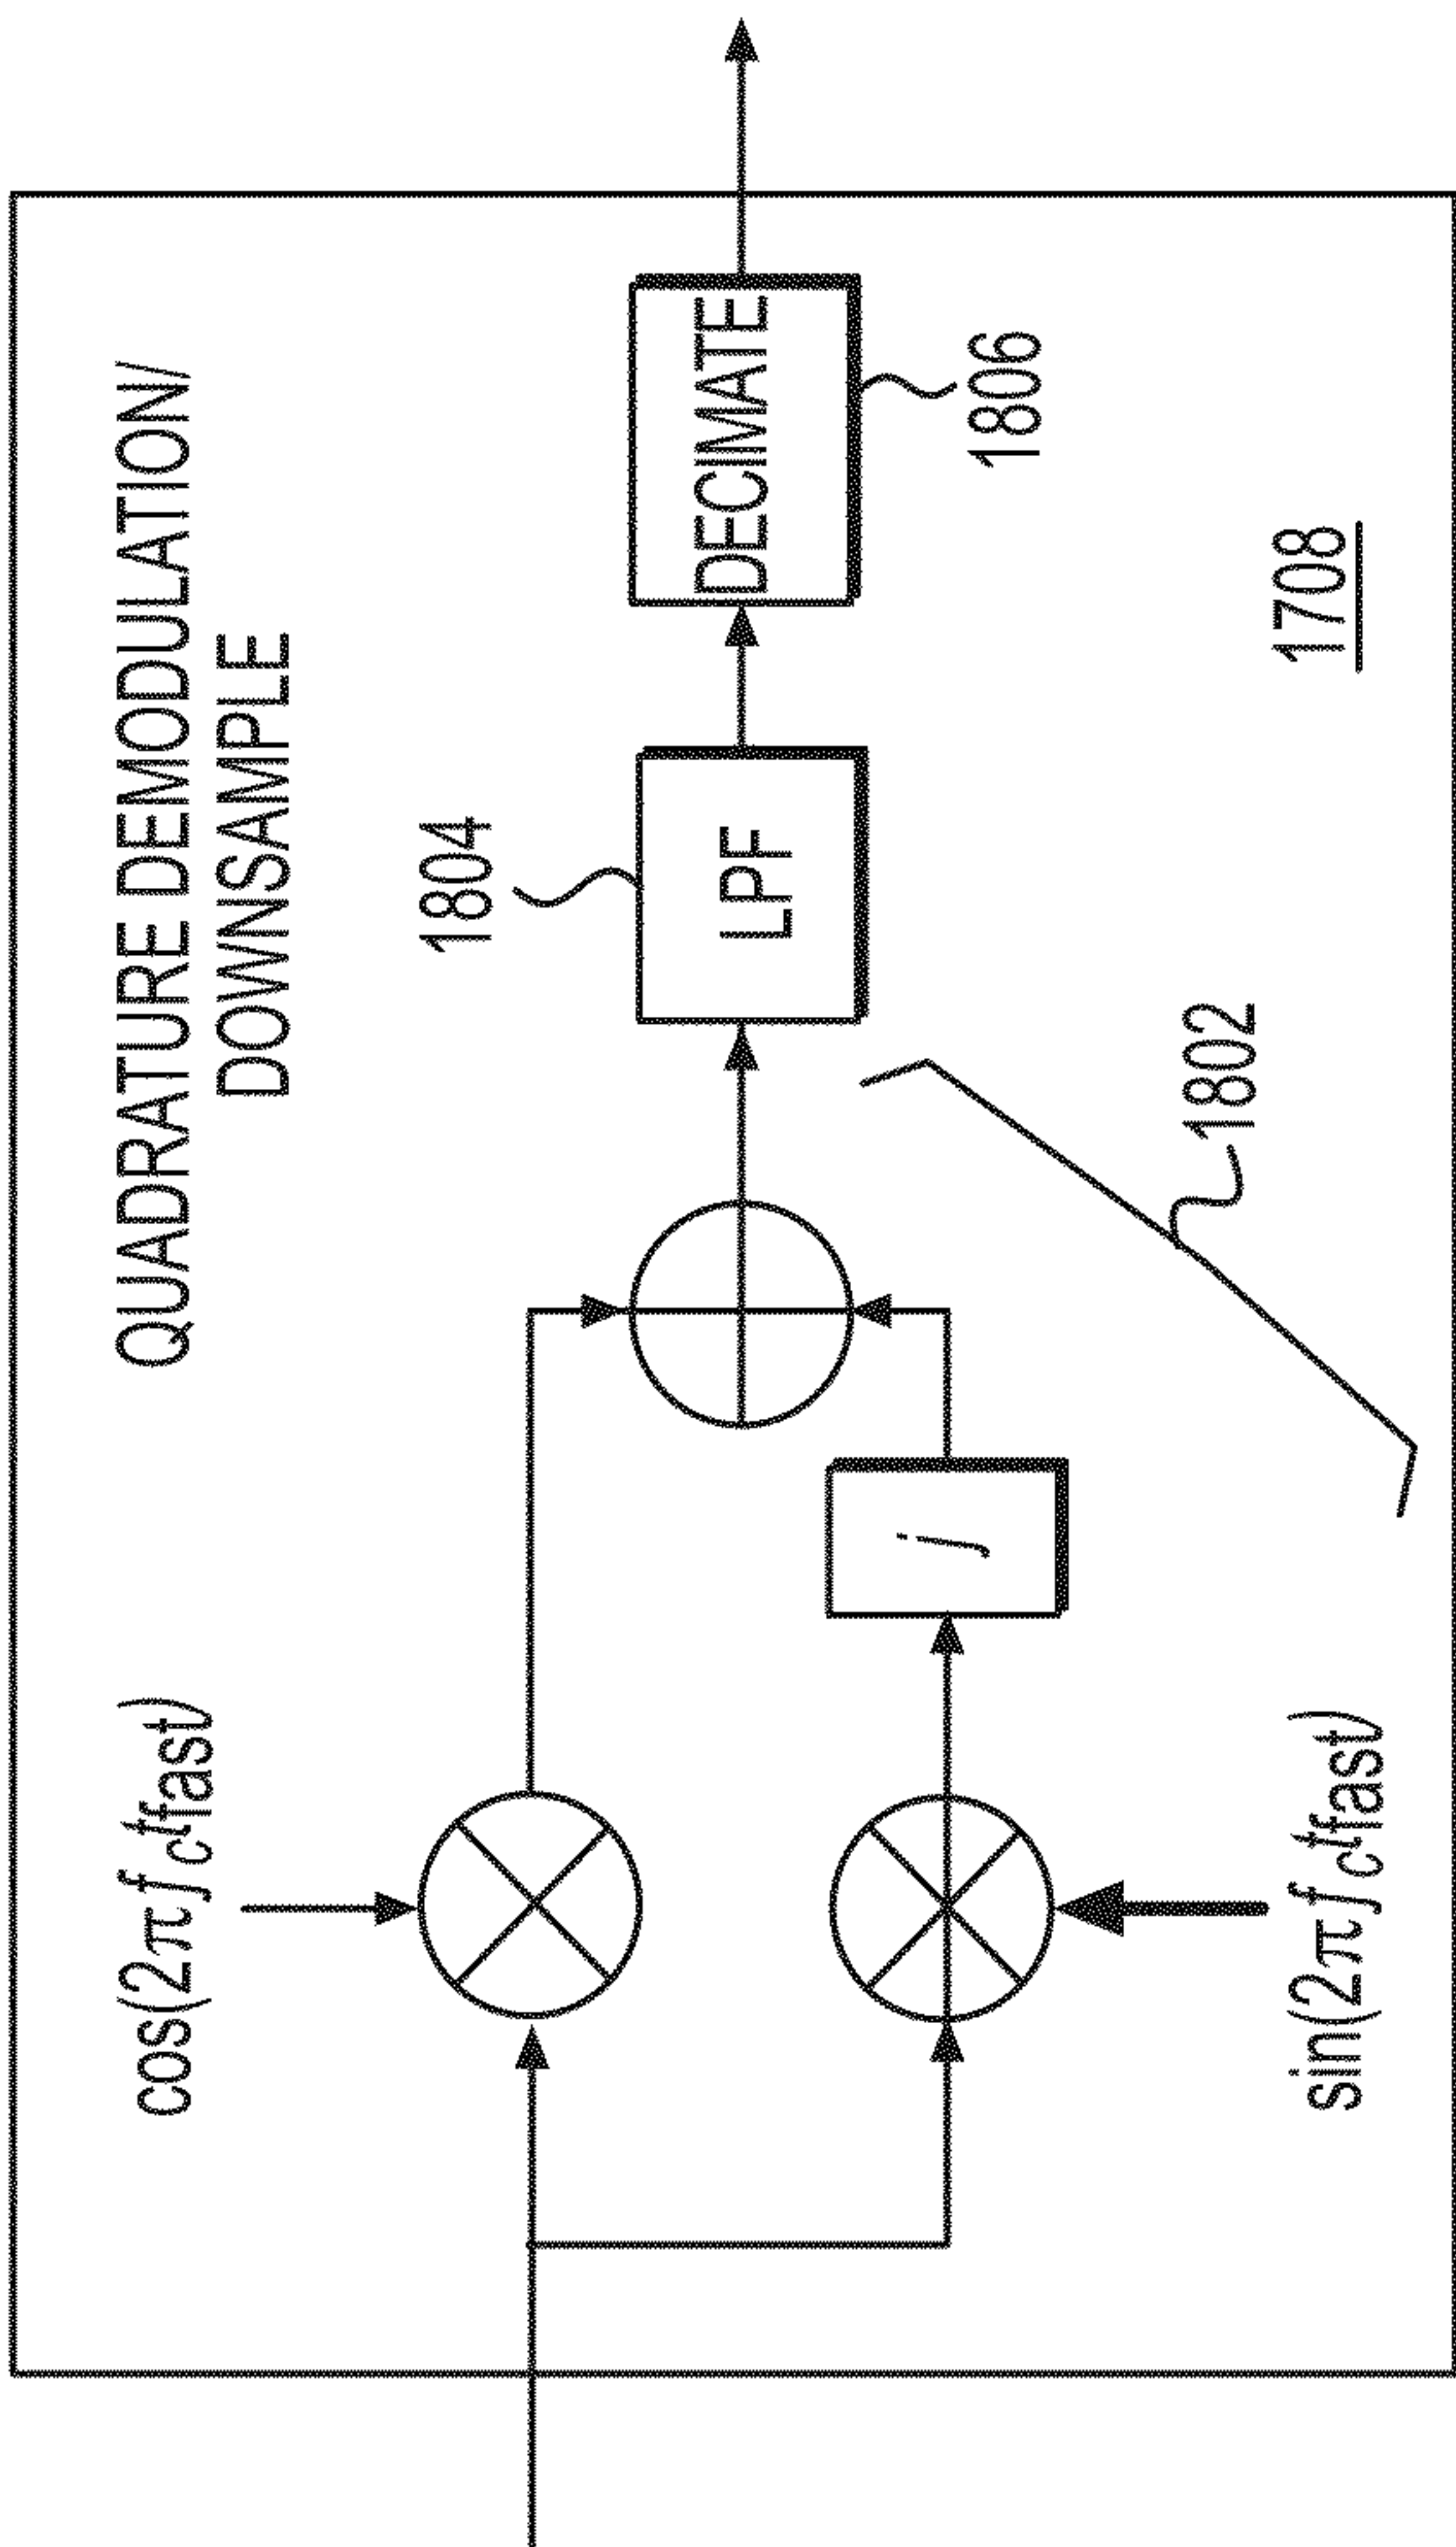 QUADRATURE DEMODULATION/
DOWNSAMPLE
cos(2πf_ct_fast)
1804
LPF
DECIMATE
1806
j
1802
sin(2πf_ct_fast)
1708